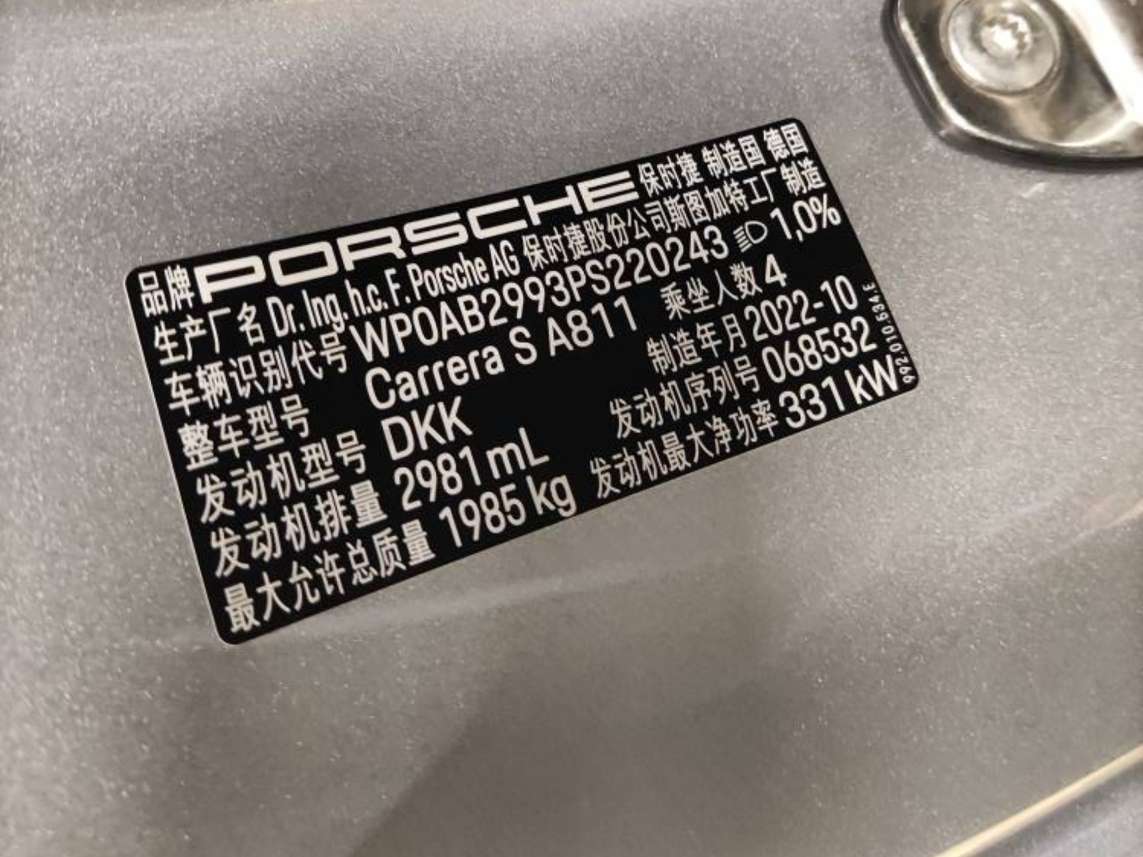 品牌 PORSCHE 保时捷 制造国 德国
生产厂名 Dr. Ing. h.c. F. Porsche AG 保时捷股份公司斯图加特工厂制造
车辆识别代号 WP0AB2993PS220243 1,0%
整车型号 Carrera S A811 乘坐人数 4
发动机型号 DKK 制造年月 2022-10
发动机排量 2981 mL 发动机序列号 068532
最大允许总质量 1985 kg 发动机最大净功率 331 kW
992.010.534.E